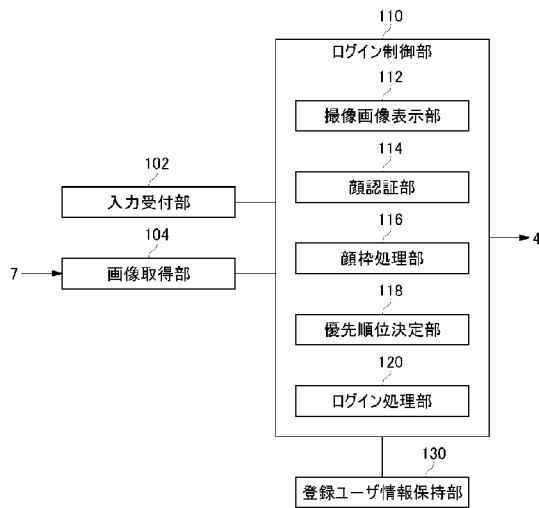 110
ログイン制御部
112
撮像画像表示部
114
顔認証部
102
入力受付部
116
顔枠処理部
4
104
7
画像取得部
118
優先順位決定部
120
ログイン処理部
130
登録ユーザ情報保持部